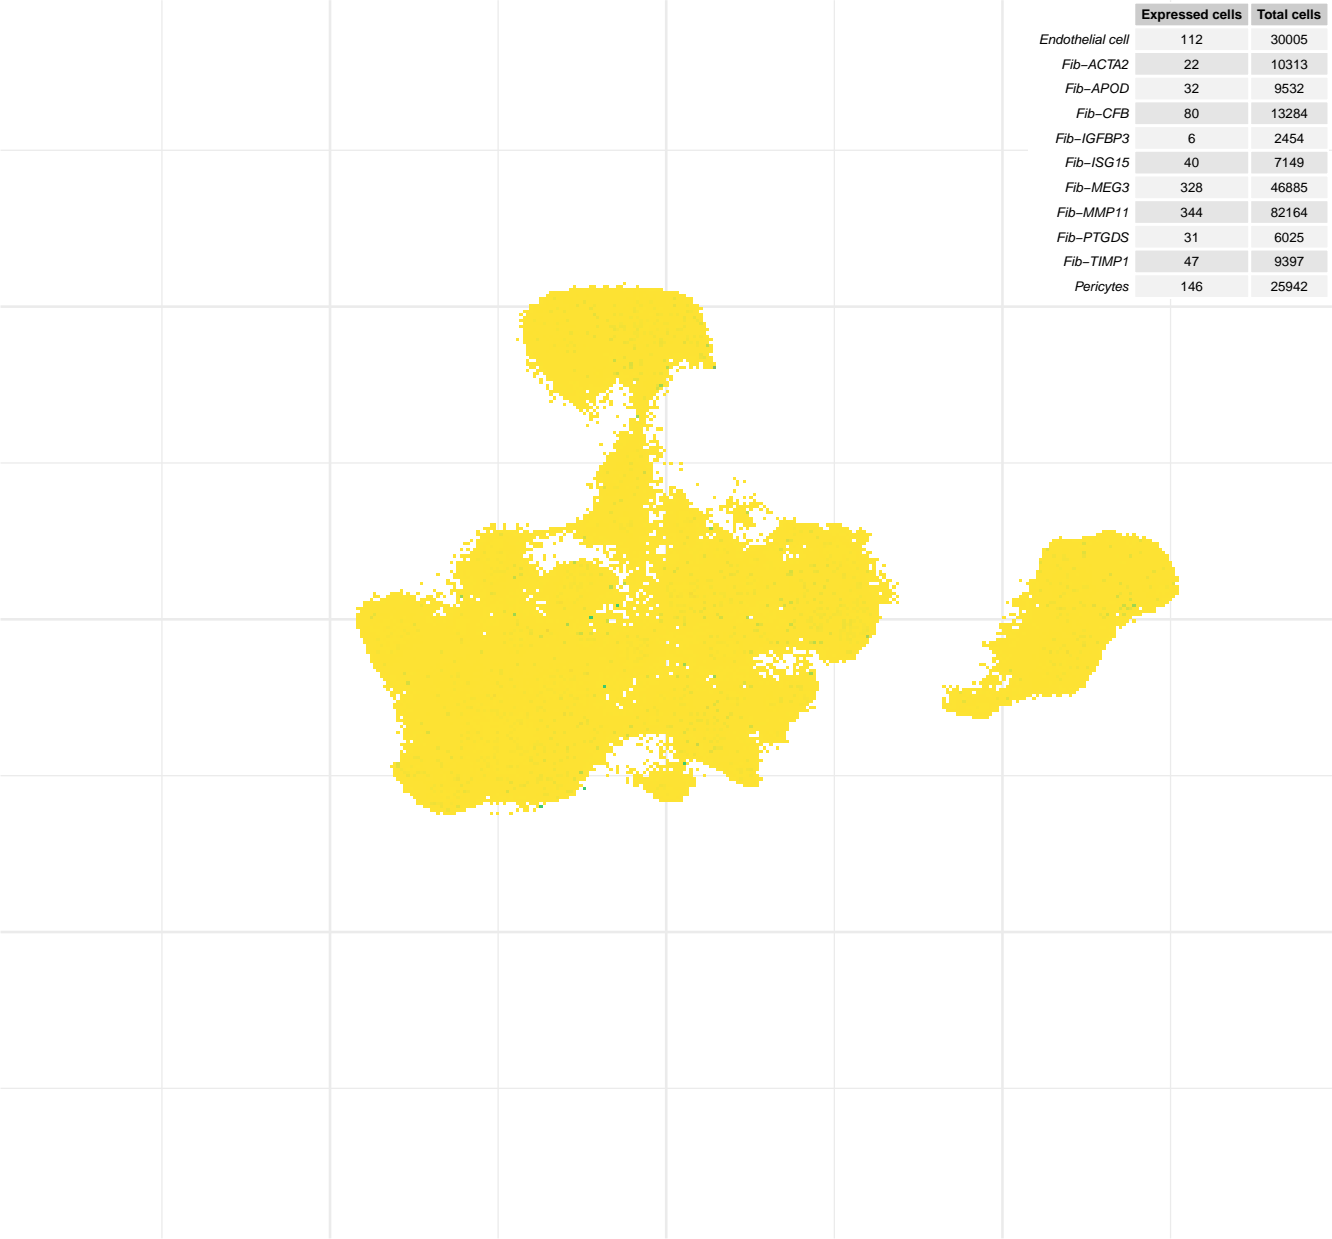 Expressed cells Total cells
Endothelial cell 112 30005
Fib−ACTA2 22 10313
Fib−APOD 32 9532
Fib−CFB 80 13284
Fib−IGFBP3 6 2454
Fib−ISG15 40 7149
Fib−MEG3 328 46885
Fib−MMP11 344 82164
Fib−PTGDS 31 6025
Fib−TIMP1 47 9397
Pericytes 146 25942